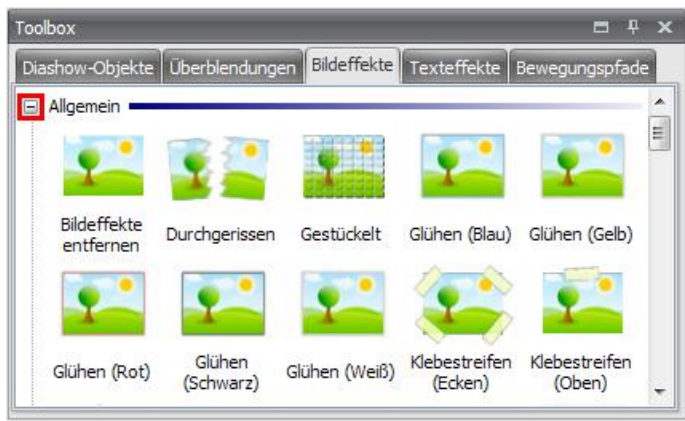 Toolbox
Diashow-Objekte Überblendungen Bildeffekte Texteffekte Bewegungspfade
Allgemein
Bildeffekte
entfernen
Durchgerissen
Gestückelt
Glühen (Blau)
Glühen (Gelb)
Glühen (Rot)
Glühen
(Schwarz)
Glühen (Weiß)
Klebestreifen
(Ecken)
Klebestreifen
(Oben)